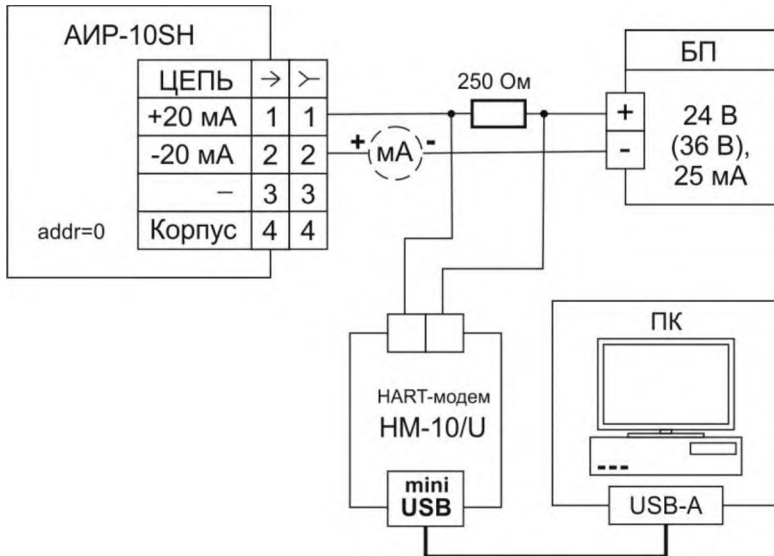 АИР-10SH
ЦЕПЬ → ≻
+20 мА 1 1
-20 мА 2 2
– 3 3
Корпус 4 4
addr=0
+ мА -
250 Ом
БП
+
-
24 В
(36 В),
25 мА
HART-модем
HM-10/U
mini
USB
ПК
USB-A